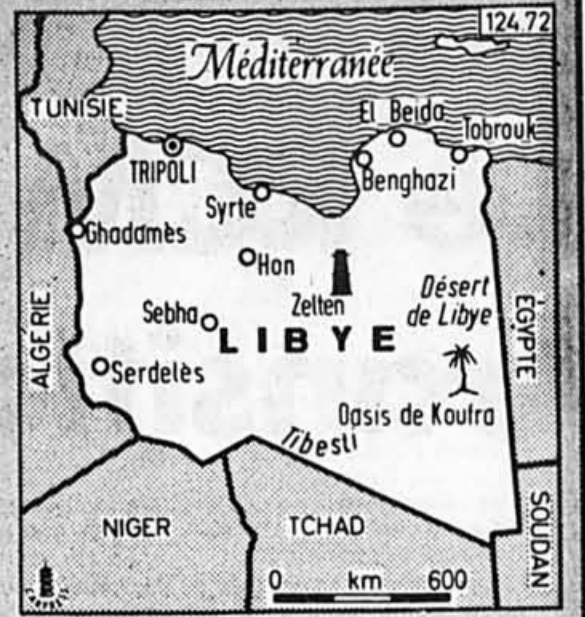 124.72
Méditerranée
TUNISIE
El Beida
Tobrouk
TRIPOLI
Benghazi
Syrte
Ghadamès
Hon
Zelten
Désert
de Libye
Sebha
LIBYE
ALGÉRIE
ÉGYPTE
Serdelès
Oasis de Koufra
Tibesti
NIGER
TCHAD
SOUDAN
0 km 600